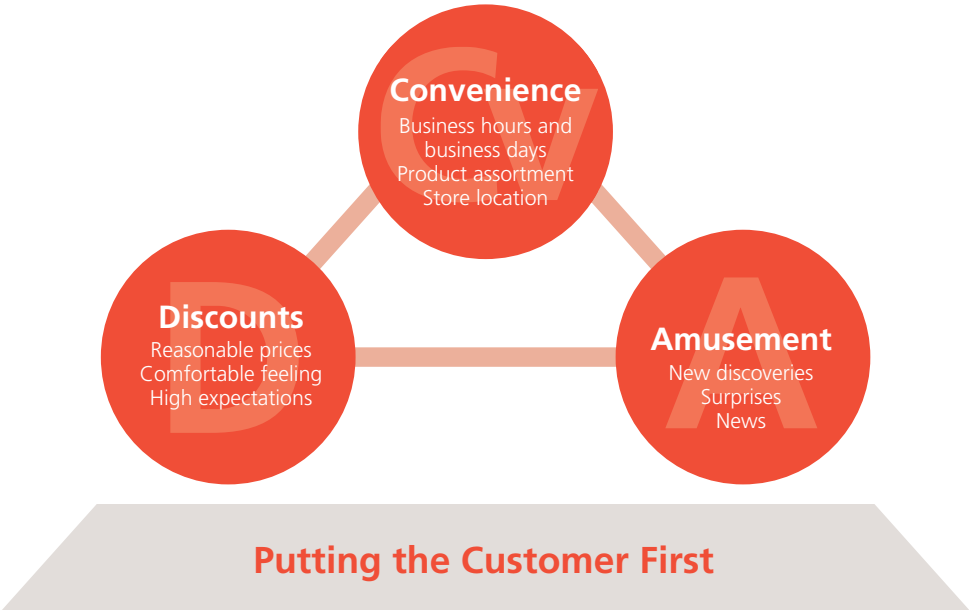 CV
Convenience
Business hours and
business days
Product assortment
Store location
D
Discounts
Reasonable prices
Comfortable feeling
High expectations
A
Amusement
New discoveries
Surprises
News
Putting the Customer First